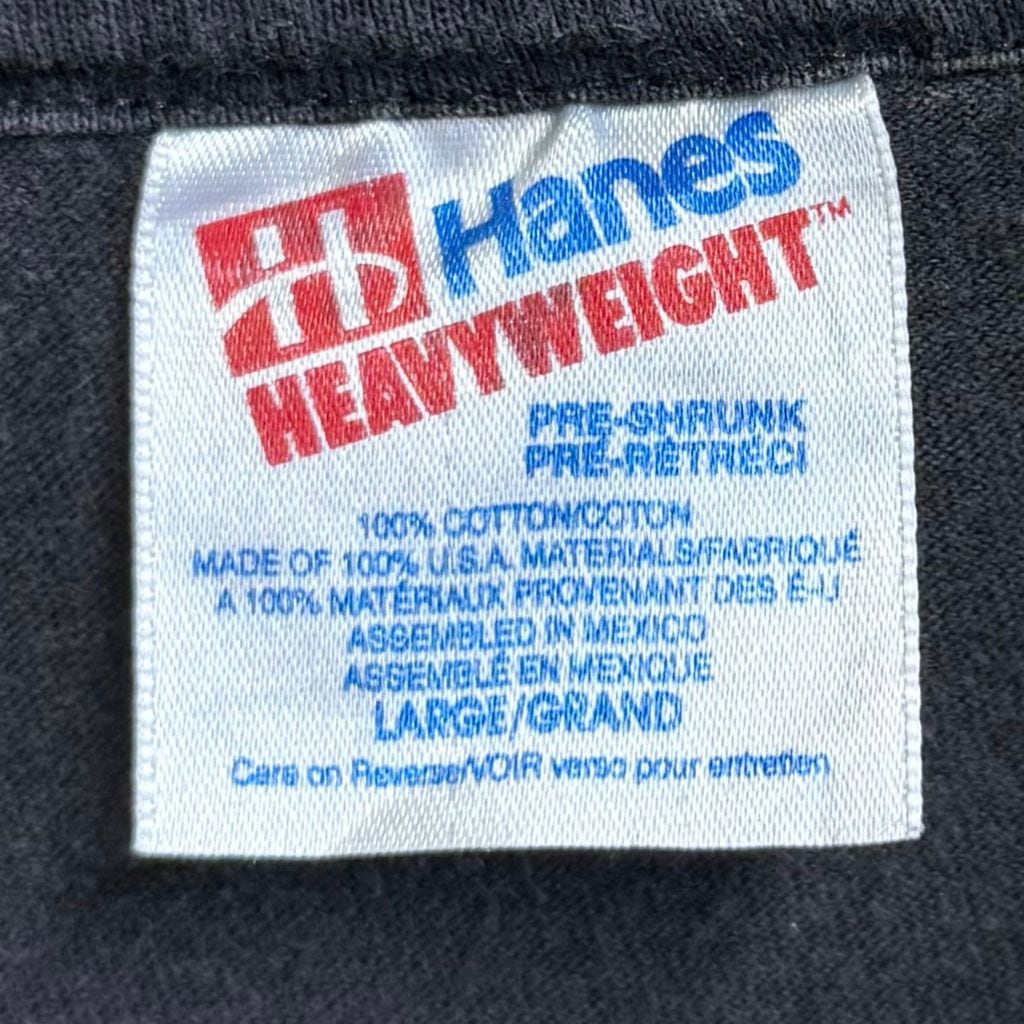 Hanes
HEAVYWEIGHT™
PRE-SHRUNK
PRÉ-RÉTRÉCI
100% COTTON/COTON
MADE OF 100% U.S.A. MATERIALS/FABRIQUÉ
A 100% MATÉRIAUX PROVENANT DES É-U
ASSEMBLED IN MEXICO
ASSEMBLÉ EN MEXIQUE
LARGE/GRAND
Care on Reverse/VOIR verso pour entretien